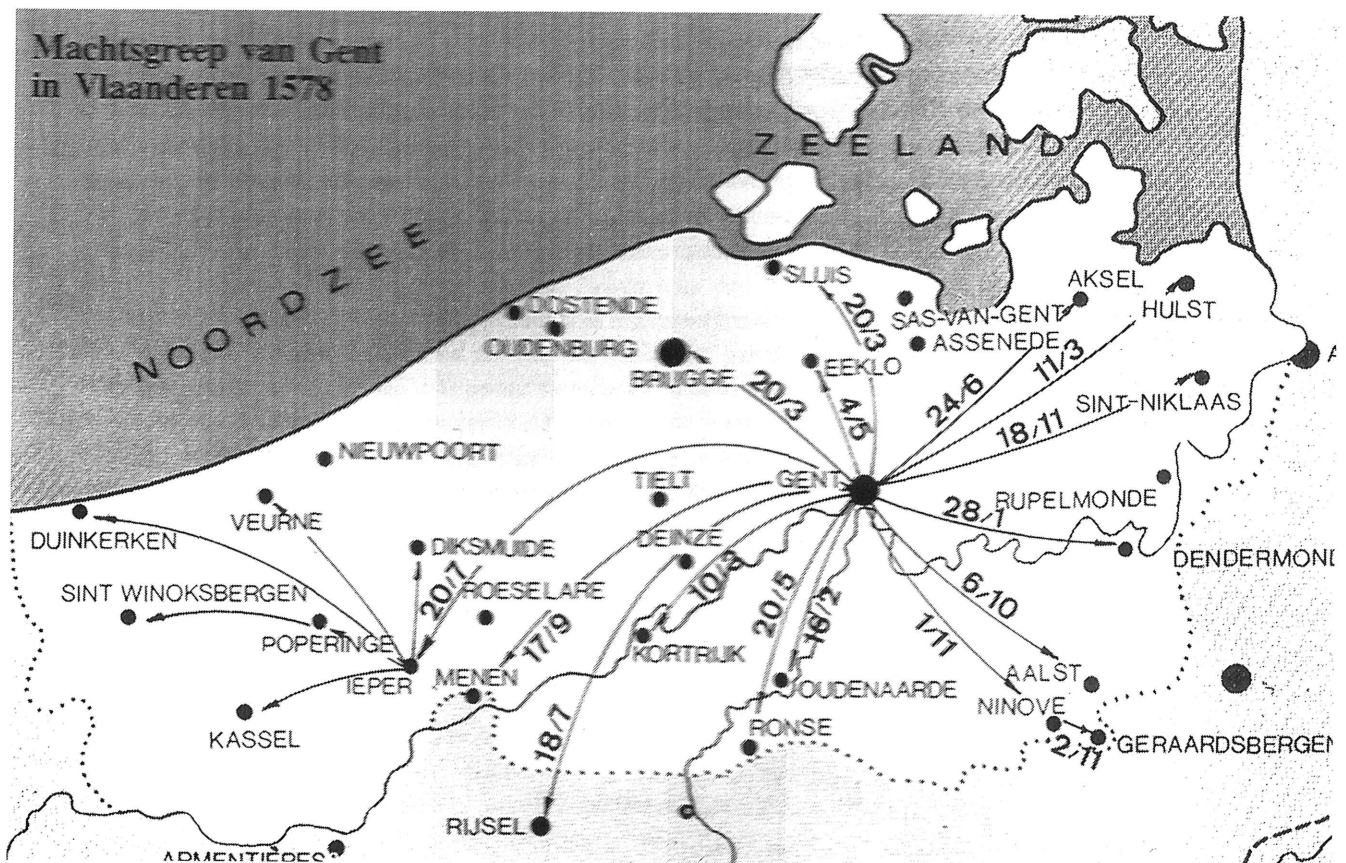 Machtsgreep van Gent
in Vlaanderen 1578
ZEELAND
NOORDZEE
SLUIS
AKSEL
HULST
OOSTENDE
SAS-VAN-GENT
OUDENBURG
ASSENEDE
20/3
11/3
EEKLO
BRUGGE
24/6
SINT-NIKLAAS
20/3
4/5
18/11
NIEUWPOORT
TIELT
GENT
RUPELMONDE
28/1
VEURNE
DUINKERKEN
DIKSMUIDE
DEINZE
DENDERMOND
20/7
ROESELARE
10/3
SINT WINOKSBERGEN
20/5
16/2
6/10
1/11
17/9
POPERINGE
KORTRIJK
IEPER
MENEN
OUDENAARDE
AALST
NINOVE
KASSEL
18/7
RONSE
GERAARDSBERGEN
2/11
RIJSEL
ARMENTIERES